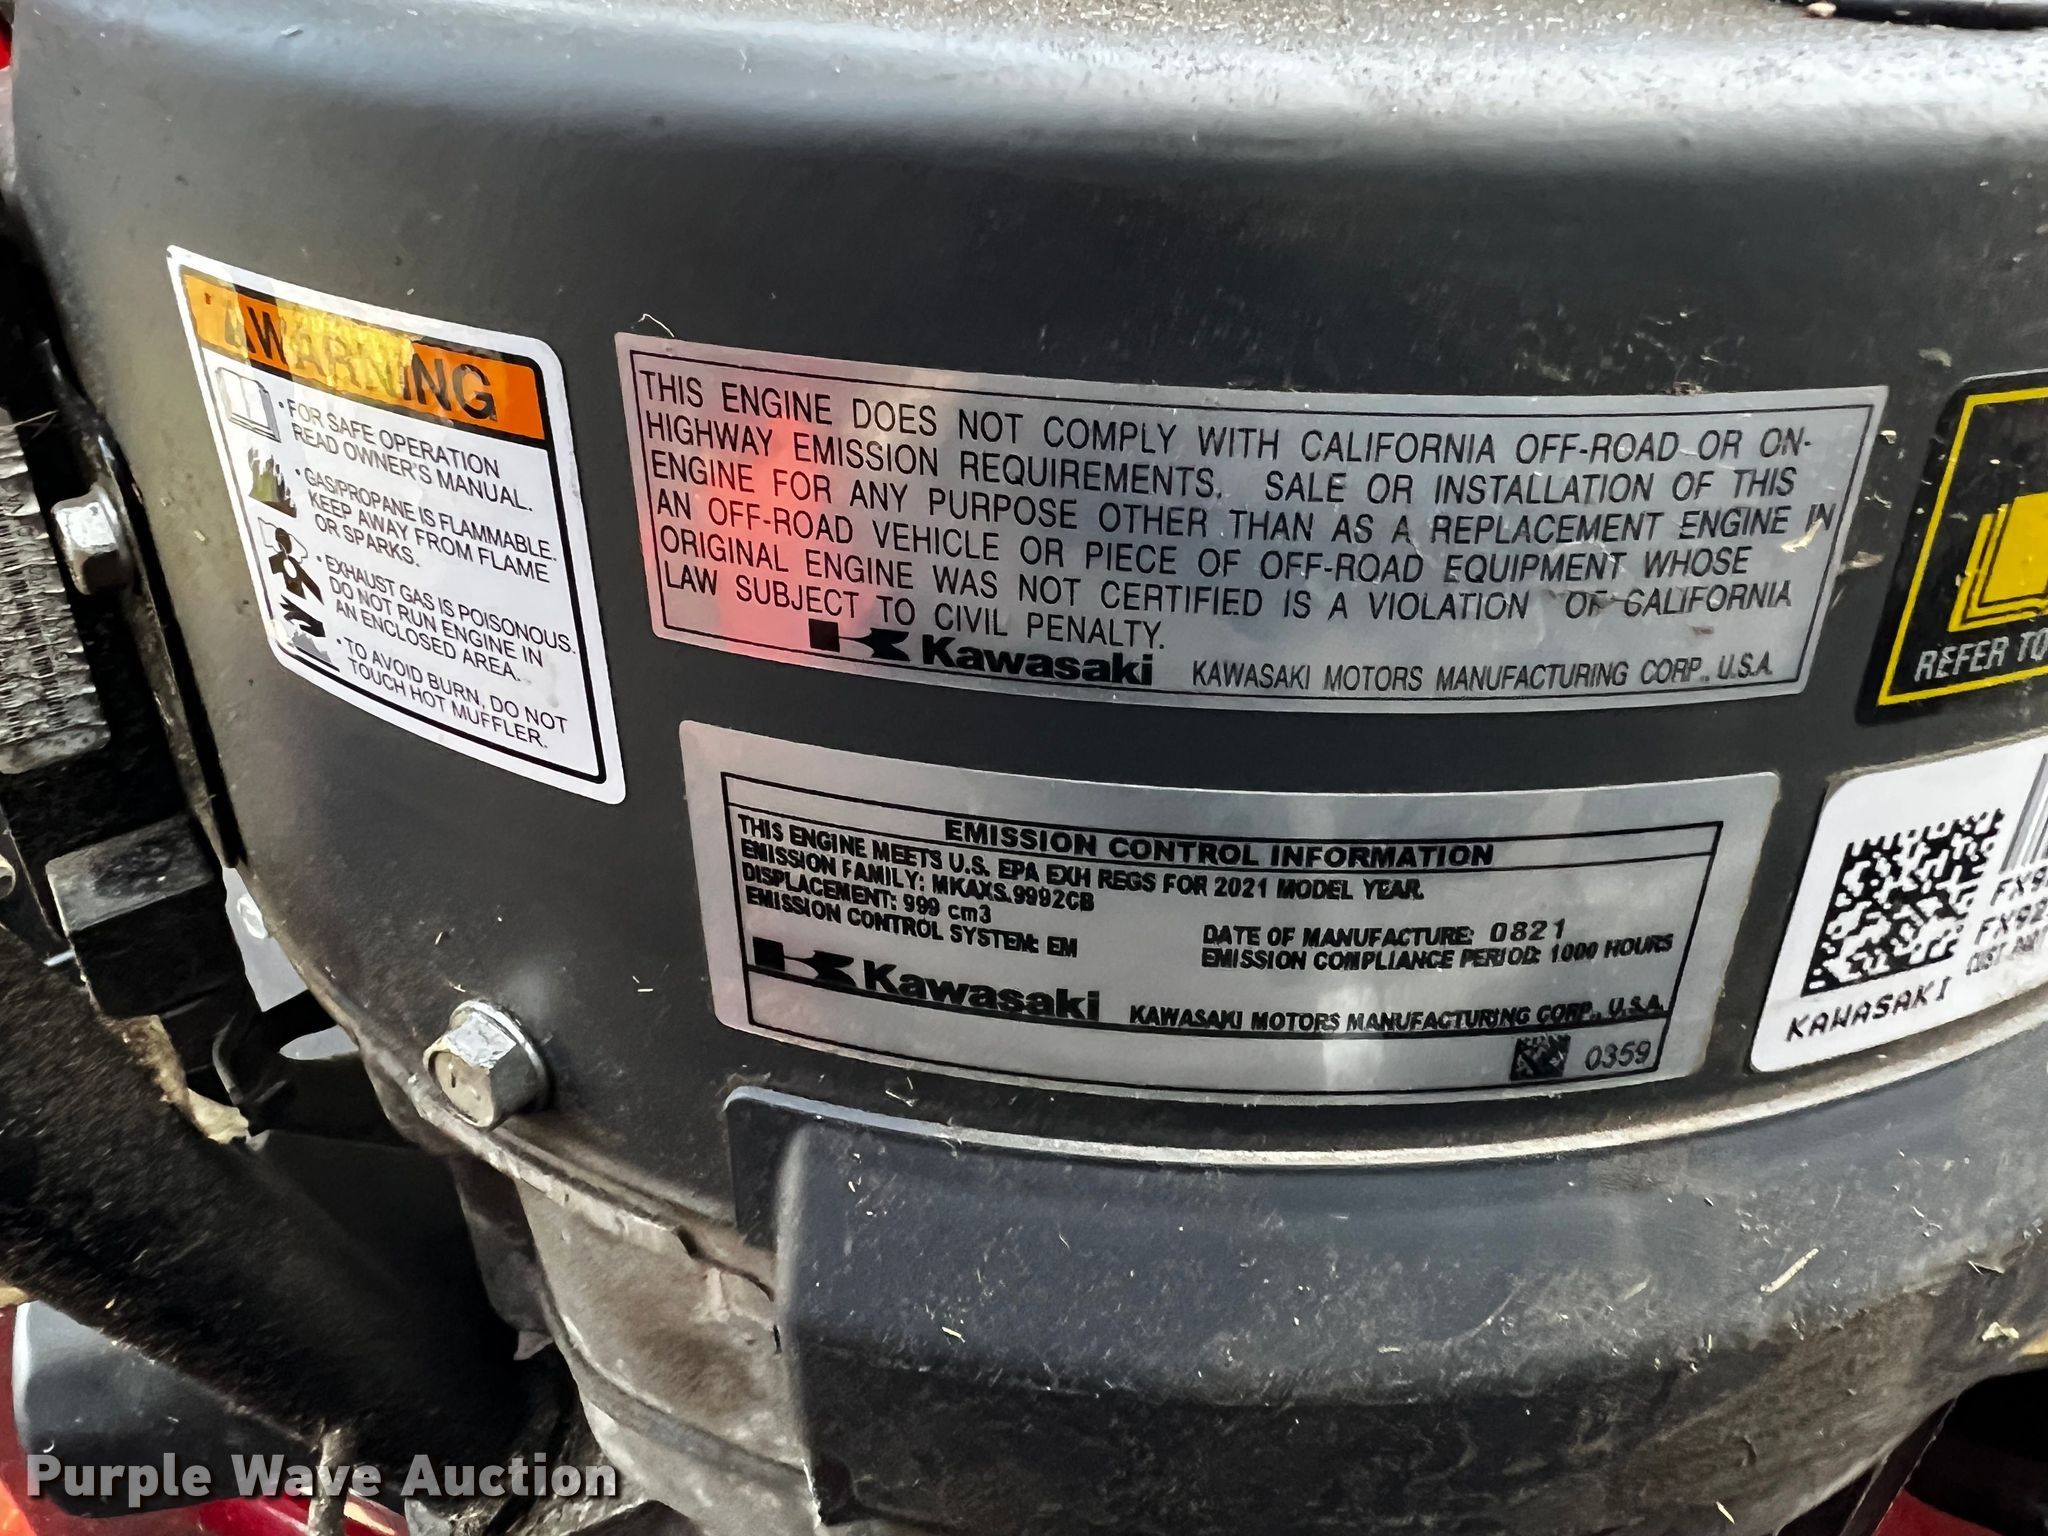 WARNING
• FOR SAFE OPERATION
READ OWNER'S MANUAL.
• GAS/PROPANE IS FLAMMABLE.
KEEP AWAY FROM FLAME
OR SPARKS.
• EXHAUST GAS IS POISONOUS.
DO NOT RUN ENGINE IN
AN ENCLOSED AREA.
• TO AVOID BURN, DO NOT
TOUCH HOT MUFFLER.
THIS ENGINE DOES NOT COMPLY WITH CALIFORNIA OFF-ROAD OR ON-
HIGHWAY EMISSION REQUIREMENTS. SALE OR INSTALLATION OF THIS
ENGINE FOR ANY PURPOSE OTHER THAN AS A REPLACEMENT ENGINE IN
AN OFF-ROAD VEHICLE OR PIECE OF OFF-ROAD EQUIPMENT WHOSE
ORIGINAL ENGINE WAS NOT CERTIFIED IS A VIOLATION OF CALIFORNIA
LAW SUBJECT TO CIVIL PENALTY.
Kawasaki KAWASAKI MOTORS MANUFACTURING CORP., U.S.A.
REFER TO
EMISSION CONTROL INFORMATION
THIS ENGINE MEETS U.S. EPA EXH REGS FOR 2021 MODEL YEAR.
EMISSION FAMILY: MKAXS.9992CB
DISPLACEMENT: 999 cm3
EMISSION CONTROL SYSTEM: EM
DATE OF MANUFACTURE: 0821
EMISSION COMPLIANCE PERIOD: 1000 HOURS
Kawasaki KAWASAKI MOTORS MANUFACTURING CORP., U.S.A.
0359
FX9
FX92
CUST PART
KAWASAKI
Purple Wave Auction